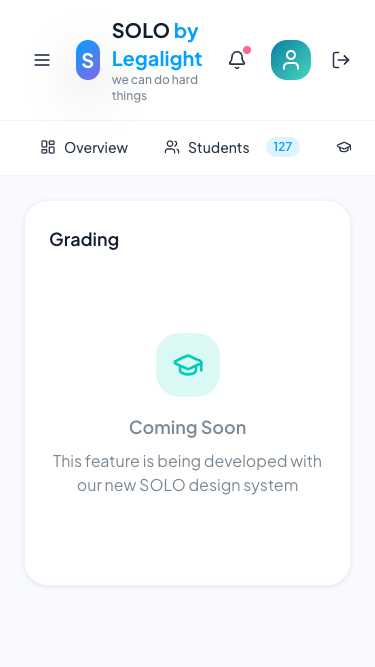 S
SOLO by
Legalight
we can do hard
things
Overview
Students
127
Grading
Coming Soon
This feature is being developed with
our new SOLO design system